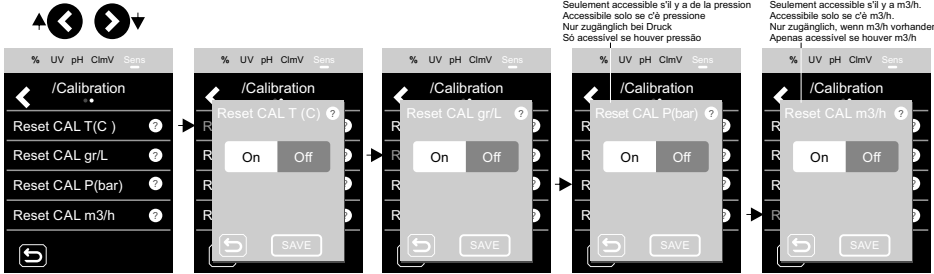 Seulement accessible s'il y a de la pression
Accessibile solo se c'è pressione
Nur zugänglich bei Druck
Só acessível se houver pressão
Seulement accessible s'il y a m3/h.
Accessibile solo se c'è m3/h.
Nur zugänglich, wenn m3/h vorhanden
Apenas acessível se houver m3/h
% UV pH ClmV Sens
/Calibration
Reset CAL T(C )
?
Reset CAL gr/L
?
Reset CAL P(bar)
?
Reset CAL m3/h
?
% UV pH ClmV Sens
/Calibration
Reset CAL T (C)
?
On Off
SAVE
% UV pH ClmV Sens
/Calibration
Reset CAL gr/L
?
On Off
SAVE
% UV pH ClmV Sens
/Calibration
Reset CAL P(bar)
?
On Off
SAVE
% UV pH ClmV Sens
/Calibration
Reset CAL m3/h
?
On Off
SAVE